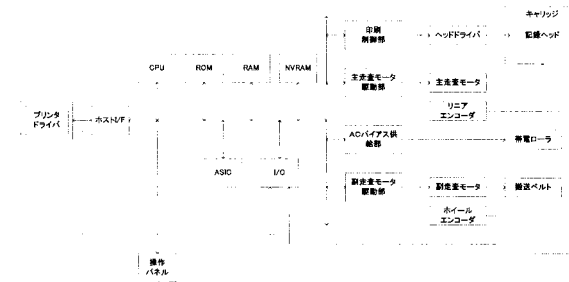 キャリッジ
印刷
制御部
ヘッドドライバ
記録ヘッド
CPU
ROM
RAM
NVRAM
主走査モータ
駆動部
主走査モータ
リニア
エンコーダ
プリンタ
ドライバ
ホストI/F
ACバイアス供
給部
帯電ローラ
ASIC
I/O
副走査モータ
駆動部
副走査モータ
搬送ベルト
ホイール
エンコーダ
操作
パネル